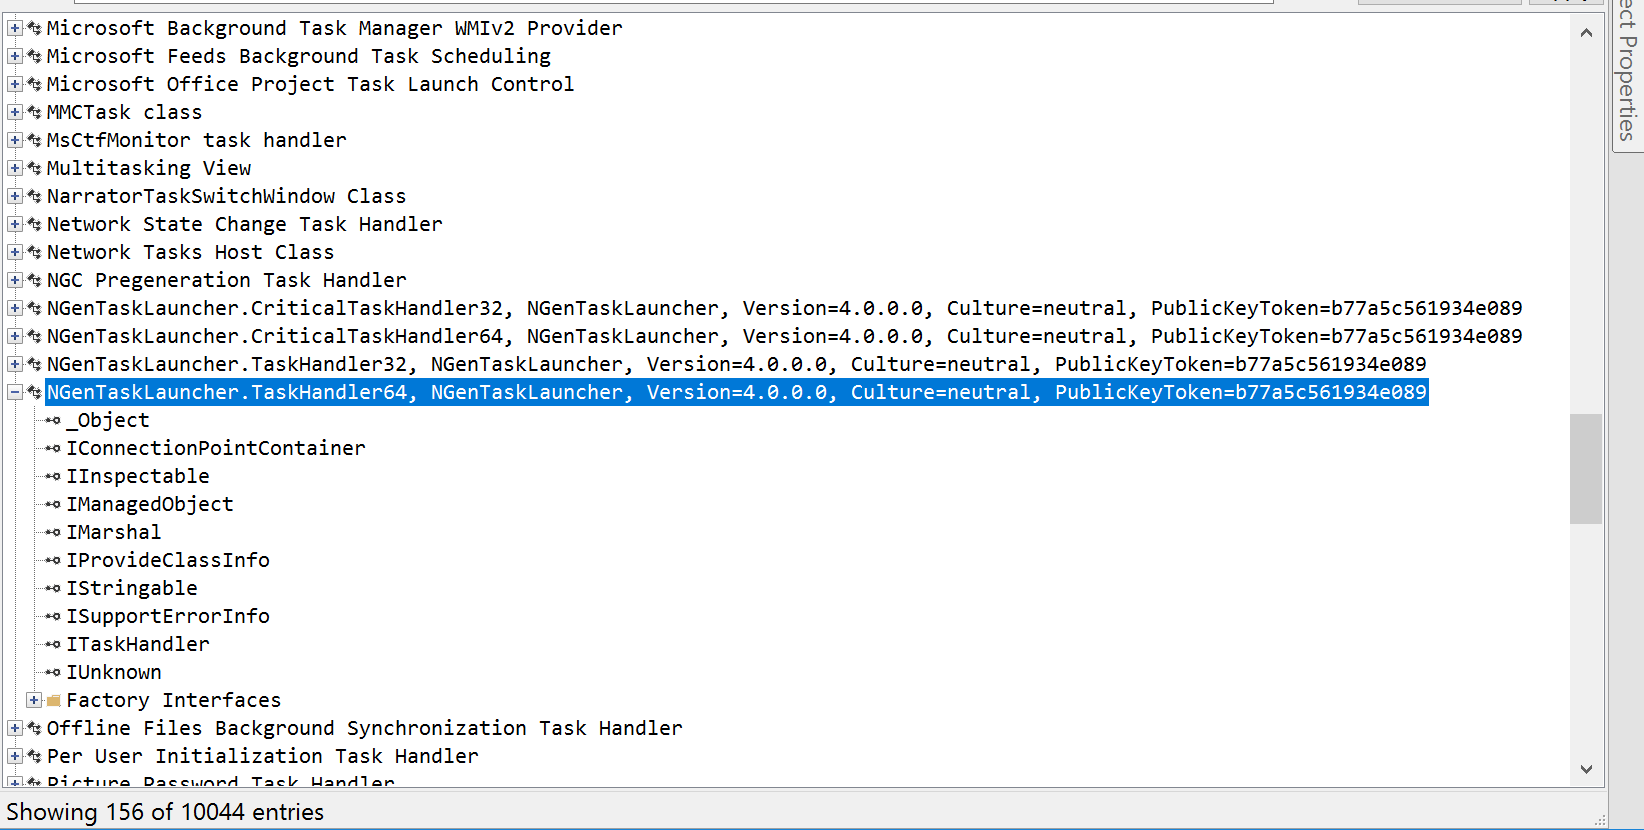 Microsoft Background Task Manager WMIv2 Provider
Microsoft Feeds Background Task Scheduling
Microsoft Office Project Task Launch Control
MMCTask class
MsCtfMonitor task handler
Multitasking View
NarratorTaskSwitchWindow Class
Network State Change Task Handler
Network Tasks Host Class
NGC Pregeneration Task Handler
NGenTaskLauncher.CriticalTaskHandler32, NGenTaskLauncher, Version=4.0.0.0, Culture=neutral, PublicKeyToken=b77a5c561934e089
NGenTaskLauncher.CriticalTaskHandler64, NGenTaskLauncher, Version=4.0.0.0, Culture=neutral, PublicKeyToken=b77a5c561934e089
NGenTaskLauncher.TaskHandler32, NGenTaskLauncher, Version=4.0.0.0, Culture=neutral, PublicKeyToken=b77a5c561934e089
NGenTaskLauncher.TaskHandler64, NGenTaskLauncher, Version=4.0.0.0, Culture=neutral, PublicKeyToken=b77a5c561934e089
_Object
IConnectionPointContainer
IInspectable
IManagedObject
IMarshal
IProvideClassInfo
IStringable
ISupportErrorInfo
ITaskHandler
IUnknown
Factory Interfaces
Offline Files Background Synchronization Task Handler
Per User Initialization Task Handler
Picture Password Task Handler
Showing 156 of 10044 entries
ect Properties